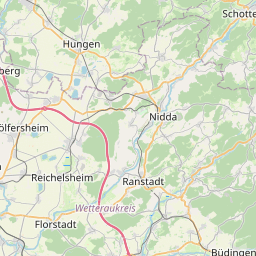 Schotte
Hungen
berg
ölfersheim
Nidda
Reichelsheim
Ranstadt
Wetteraukreis
Florstadt
Büdingen